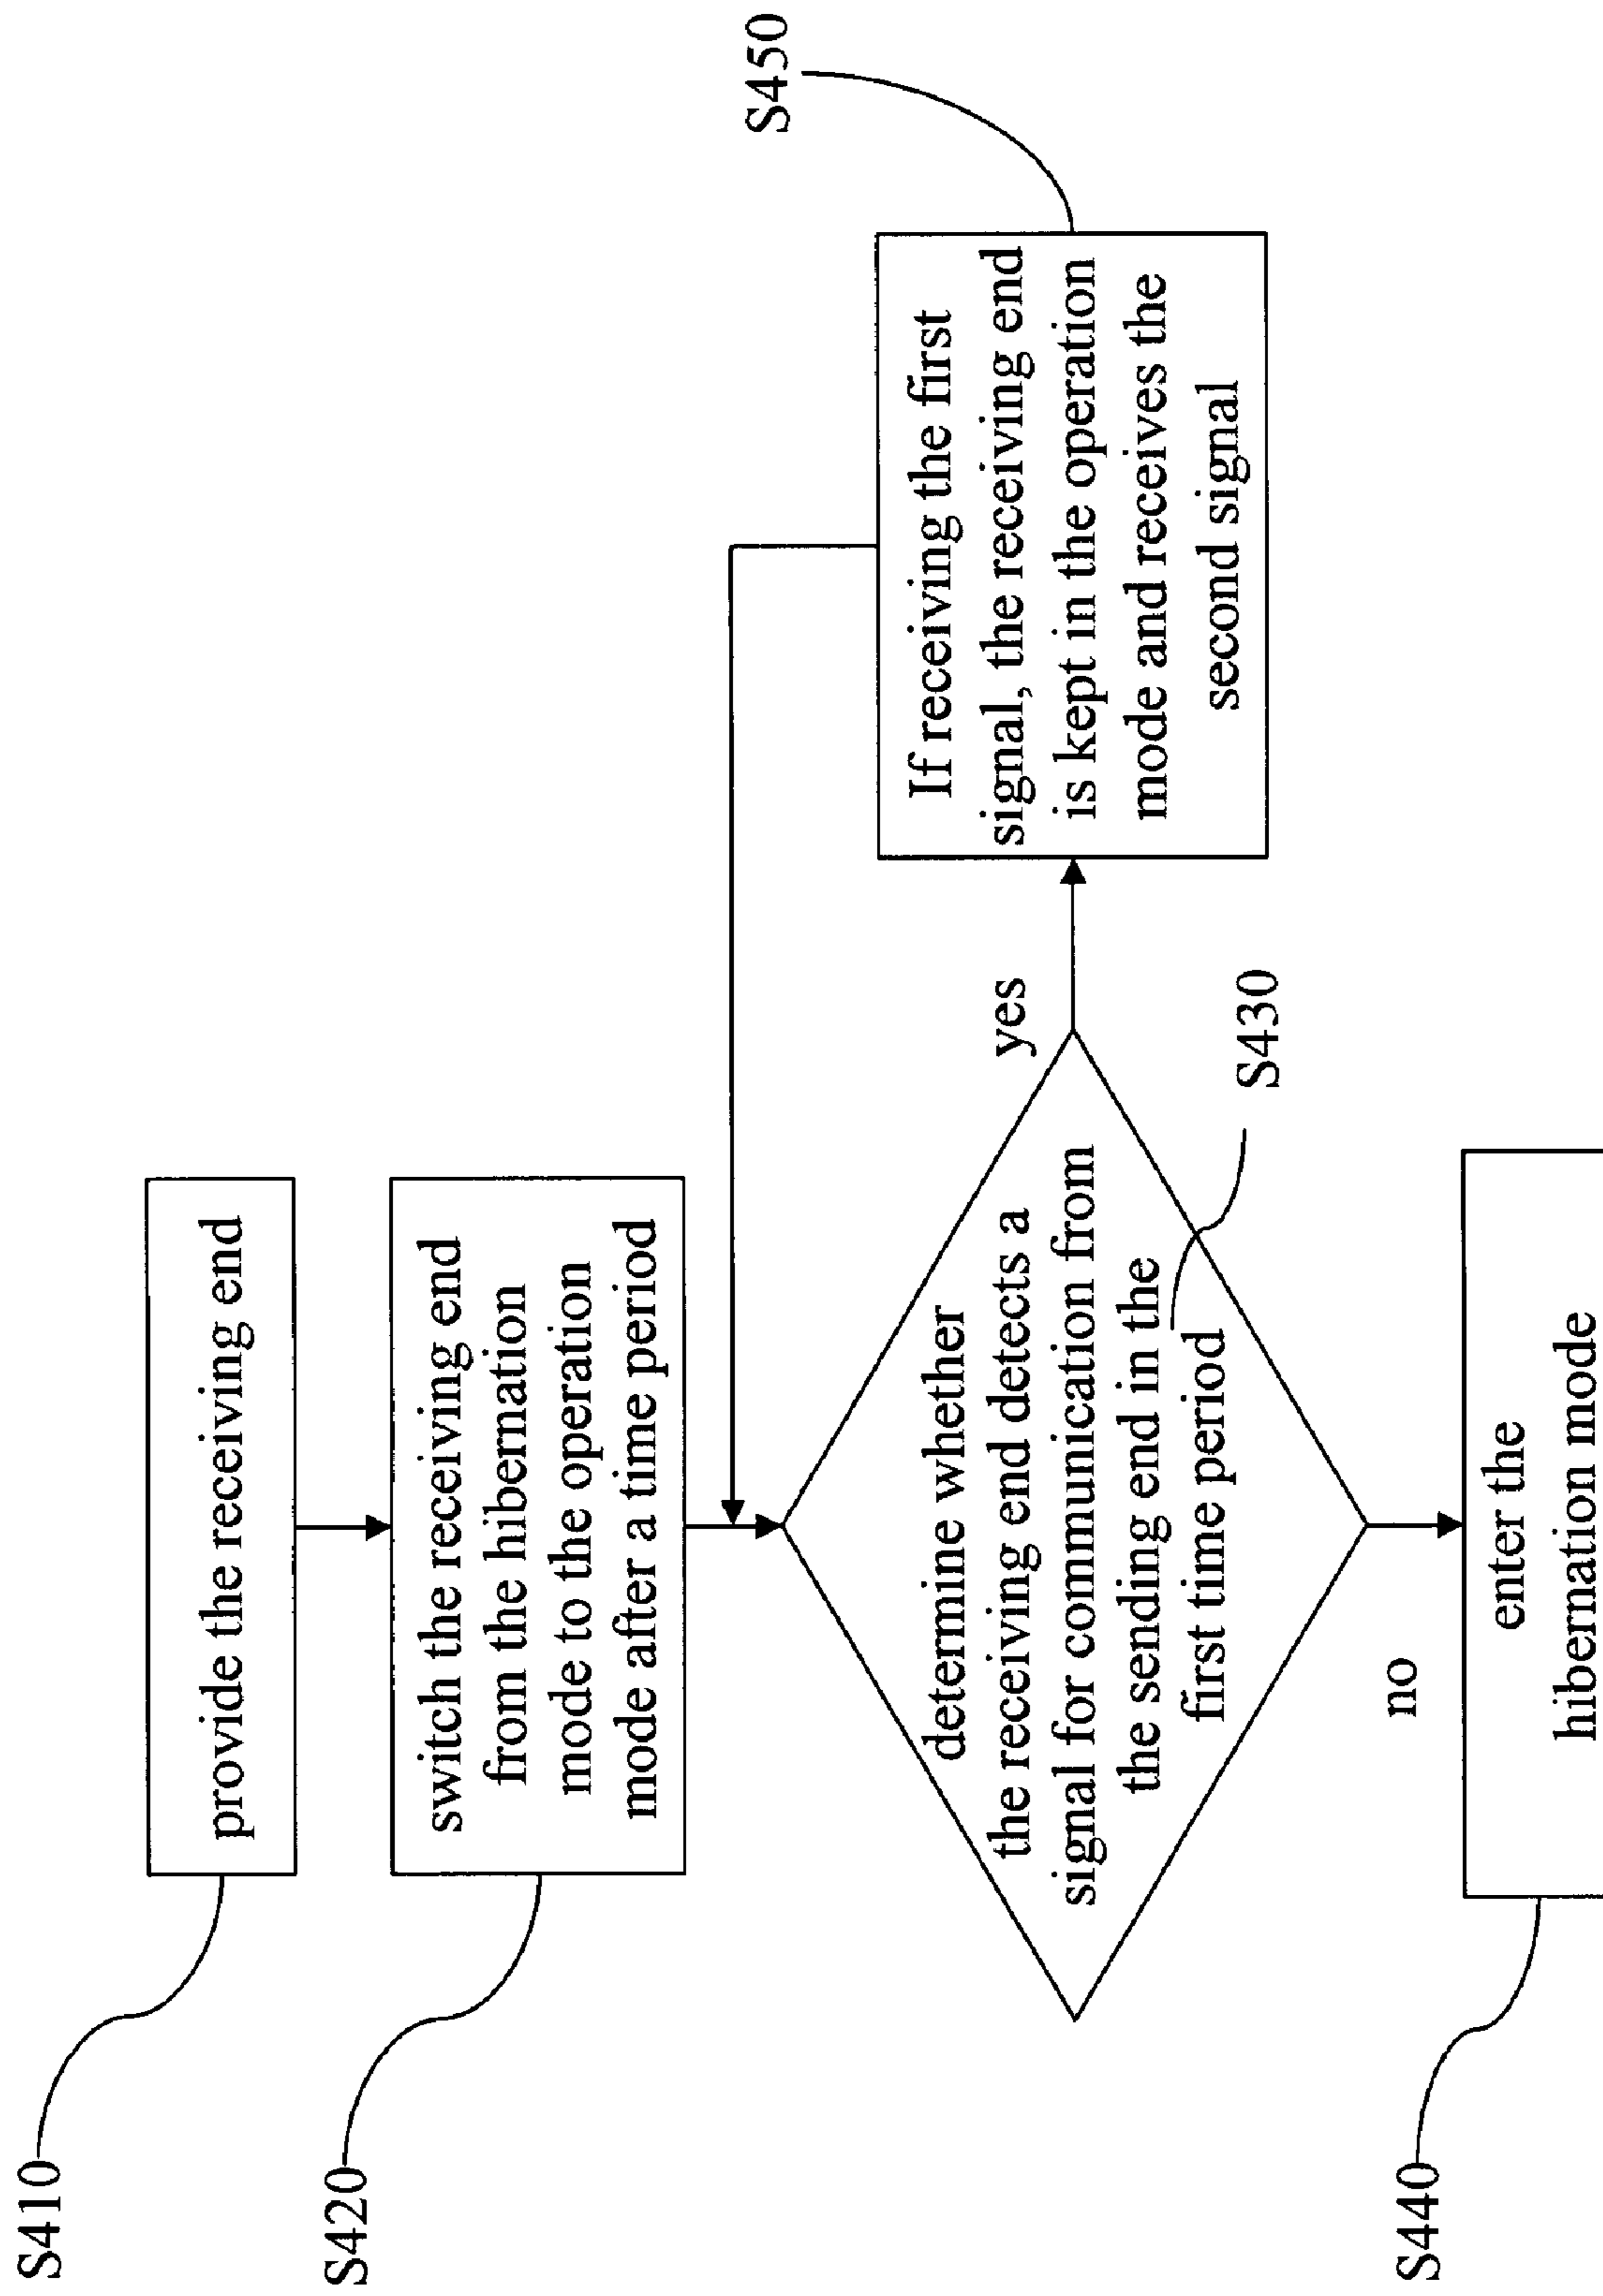 S410
provide the receiving end
S420
switch the receiving end
from the hibernation
mode to the operation
mode after a time period
determine whether
the receiving end detects a
signal for communication from
the sending end in the
first time period
S430
yes
If receiving the first
signal, the receiving end
is kept in the operation
mode and receives the
second signal
S450
no
S440
enter the
hibernation mode